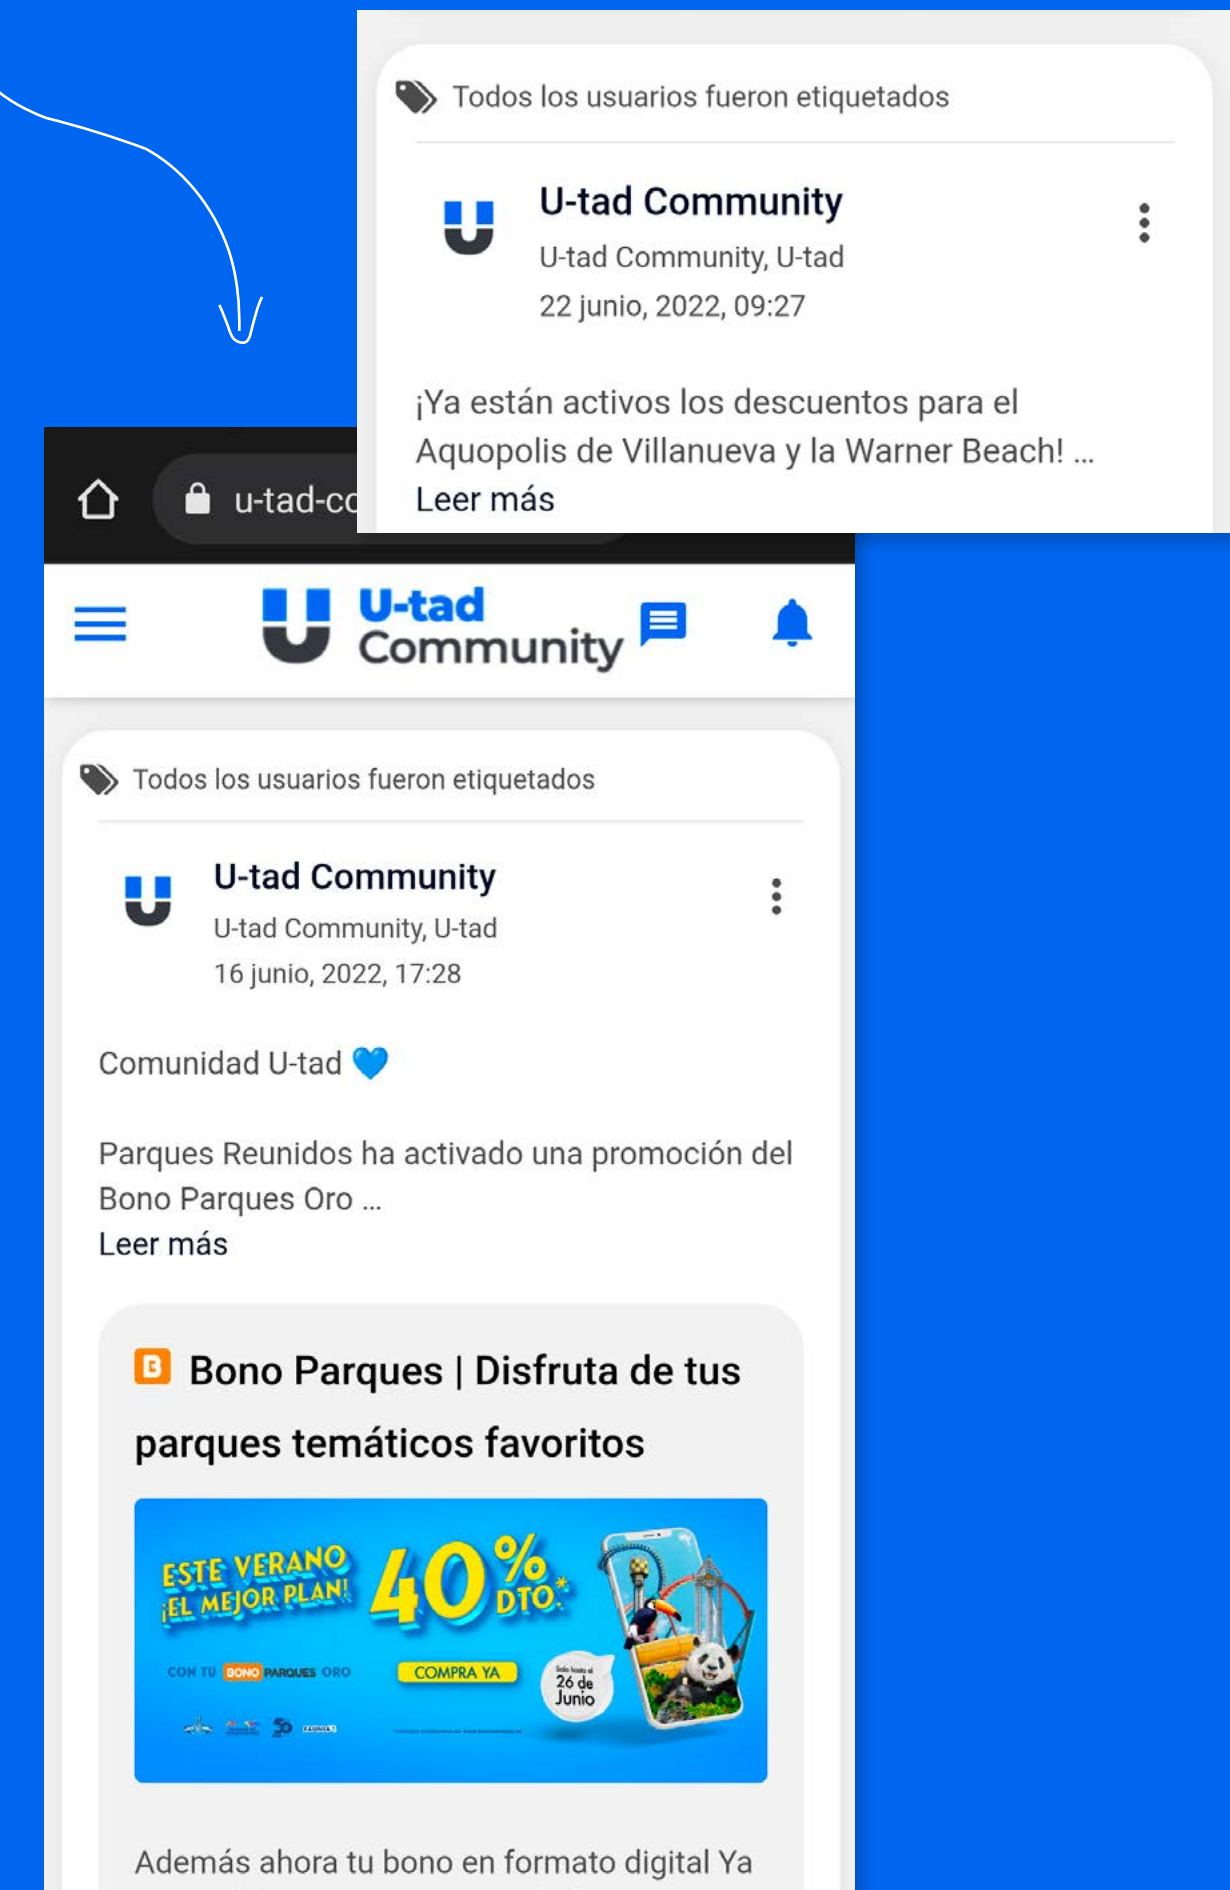 Todos los usuarios fueron etiquetados
U-tad Community
U-tad Community, U-tad
22 junio, 2022, 09:27
¡Ya están activos los descuentos para el
Aquopolis de Villanueva y la Warner Beach! ...
Leer más
u-tad-co
U-tad
Community
Todos los usuarios fueron etiquetados
U-tad Community
U-tad Community, U-tad
16 junio, 2022, 17:28
Comunidad U-tad 💙
Parques Reunidos ha activado una promoción del
Bono Parques Oro ...
Leer más
B Bono Parques | Disfruta de tus
parques temáticos favoritos
ESTE VERANO
¡EL MEJOR PLAN!
40% DTO.*
CON TU BONO PARQUES ORO
COMPRA YA
Solo hasta el
26 de
Junio
50
Además ahora tu bono en formato digital Ya